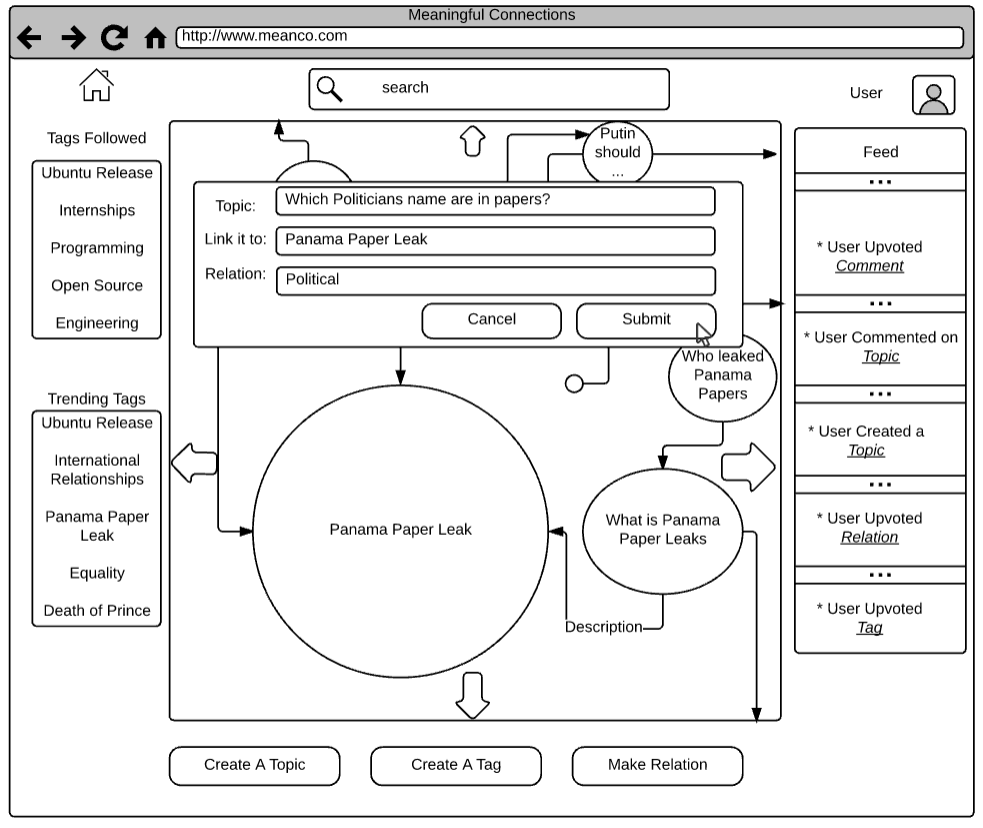 Meaningful Connections
http://www.meanco.com
search
User
Tags Followed
Ubuntu Release
Internships
Programming
Open Source
Engineering
Trending Tags
Ubuntu Release
International
Relationships
Panama Paper
Leak
Equality
Death of Prince
Putin
should
...
Topic:
Which Politicians name are in papers?
Link it to:
Panama Paper Leak
Relation:
Political
Cancel
Submit
Who leaked
Panama
Papers
Panama Paper Leak
What is Panama
Paper Leaks
Description
Feed
...
* User Upvoted
Comment
...
* User Commented on
Topic
...
* User Created a
Topic
...
* User Upvoted
Relation
...
* User Upvoted
Tag
Create A Topic
Create A Tag
Make Relation